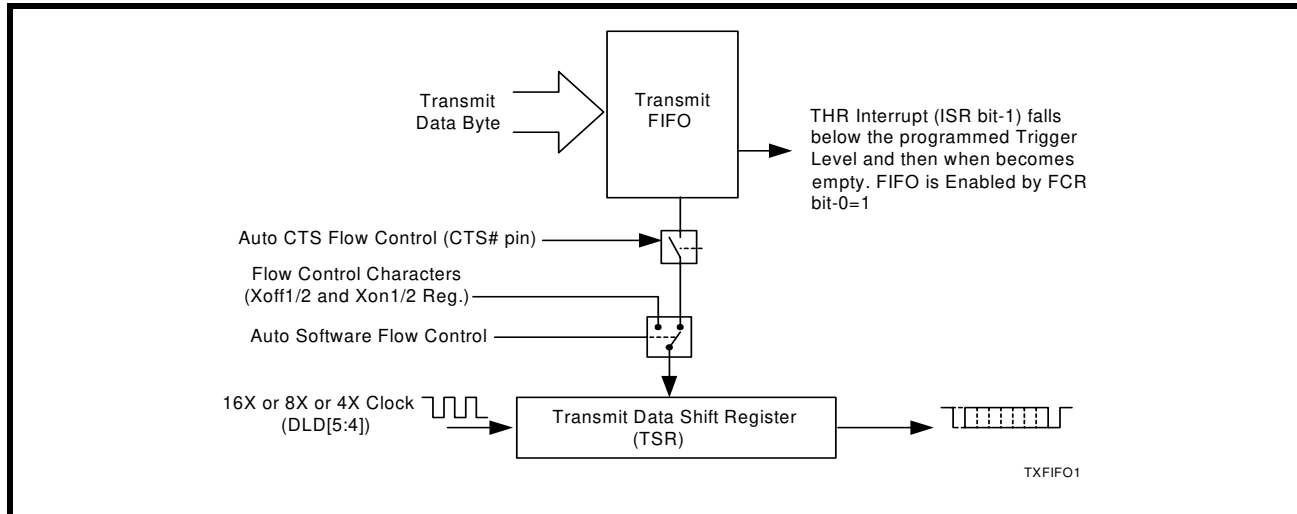 Transmit
FIFO
Transmit
Data Byte
THR Interrupt (ISR bit-1) falls
below the programmed Trigger
Level and then when becomes
empty. FIFO is Enabled by FCR
bit-0=1
Auto CTS Flow Control (CTS# pin)
Flow Control Characters
(Xoff1/2 and Xon1/2 Reg.)
Auto Software Flow Control
16X or 8X or 4X Clock
(DLD[5:4])
Transmit Data Shift Register
(TSR)
TXFIFO1